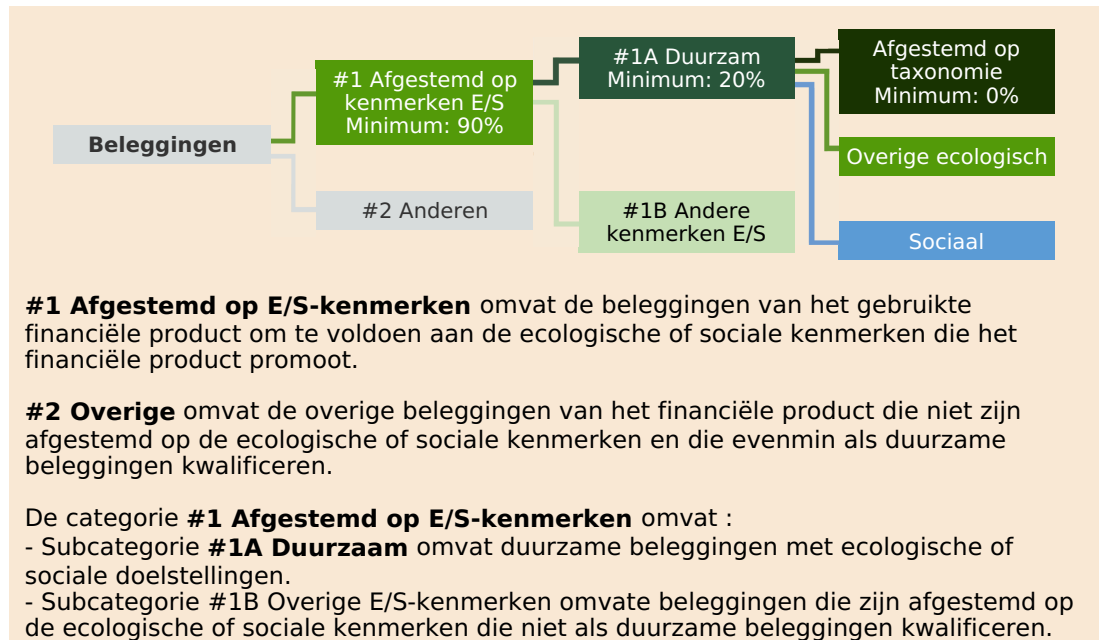 Beleggingen
#1 Afgestemd op
kenmerken E/S
Minimum: 90%
#2 Anderen
#1A Duurzam
Minimum: 20%
#1B Andere
kenmerken E/S
Afgestemd op
taxonomie
Minimum: 0%
Overige ecologisch
Sociaal
#1 Afgestemd op E/S-kenmerken omvat de beleggingen van het gebruikte
financiële product om te voldoen aan de ecologische of sociale kenmerken die het
financiële product promoot.
#2 Overige omvat de overige beleggingen van het financiële product die niet zijn
afgestemd op de ecologische of sociale kenmerken en die evenmin als duurzame
beleggingen kwalificeren.
De categorie #1 Afgestemd op E/S-kenmerken omvat :
- Subcategorie #1A Duurzaam omvat duurzame beleggingen met ecologische of
sociale doelstellingen.
- Subcategorie #1B Overige E/S-kenmerken omvate beleggingen die zijn afgestemd op
de ecologische of sociale kenmerken die niet als duurzame beleggingen kwalificeren.